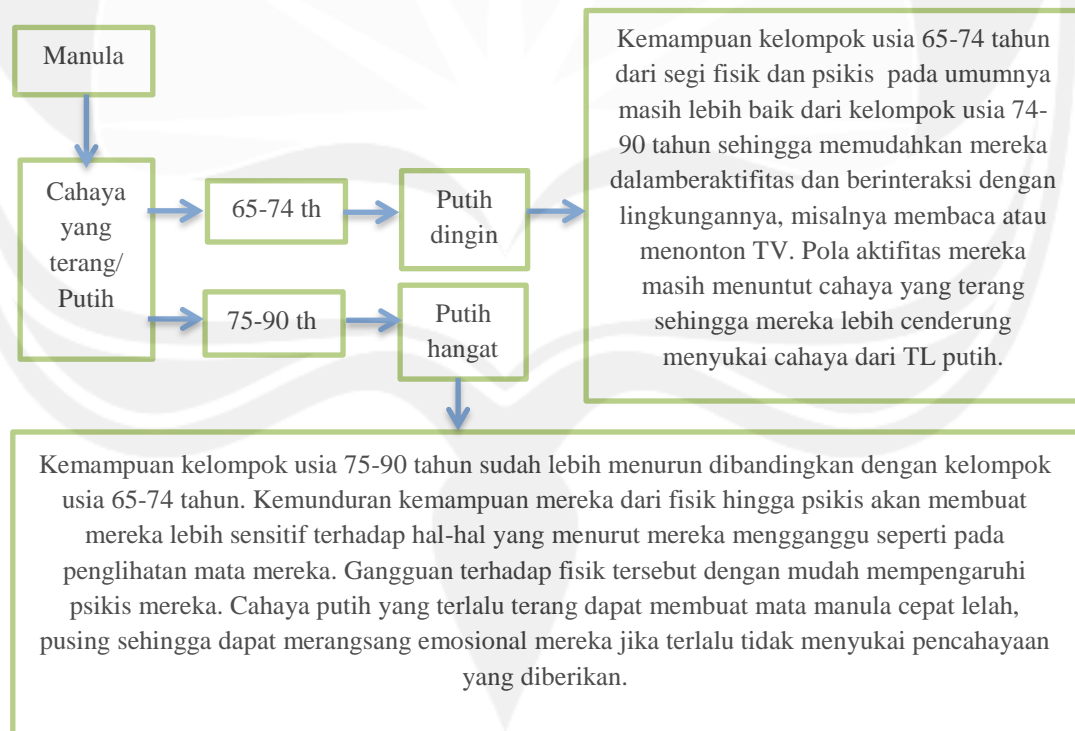 Manula
Cahaya
yang
terang/
Putih
65-74 th
Putih
dingin
Kemampuan kelompok usia 65-74 tahun
dari segi fisik dan psikis pada umumnya
masih lebih baik dari kelompok usia 74-
90 tahun sehingga memudahkan mereka
dalamberaktifitas dan berinteraksi dengan
lingkungannya, misalnya membaca atau
menonton TV. Pola aktifitas mereka
masih menuntut cahaya yang terang
sehingga mereka lebih cenderung
menyukai cahaya dari TL putih.
75-90 th
Putih
hangat
Kemampuan kelompok usia 75-90 tahun sudah lebih menurun dibandingkan dengan kelompok
usia 65-74 tahun. Kemunduran kemampuan mereka dari fisik hingga psikis akan membuat
mereka lebih sensitif terhadap hal-hal yang menurut mereka mengganggu seperti pada
penglihatan mata mereka. Gangguan terhadap fisik tersebut dengan mudah mempengaruhi
psikis mereka. Cahaya putih yang terlalu terang dapat membuat mata manula cepat lelah,
pusing sehingga dapat merangsang emosional mereka jika terlalu tidak menyukai pencahayaan
yang diberikan.